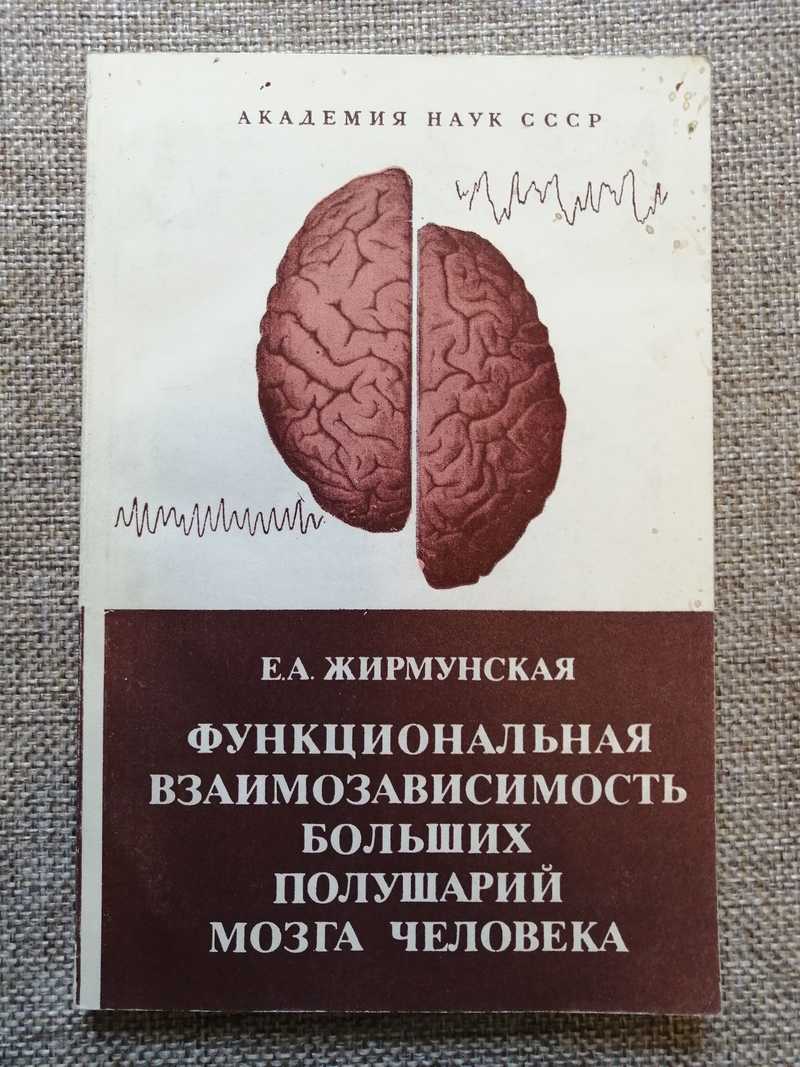 АКАДЕМИЯ НАУК СССР
Е.А. ЖИРМУНСКАЯ
ФУНКЦИОНАЛЬНАЯ
ВЗАИМОЗАВИСИМОСТЬ
БОЛЬШИХ
ПОЛУШАРИЙ
МОЗГА ЧЕЛОВЕКА